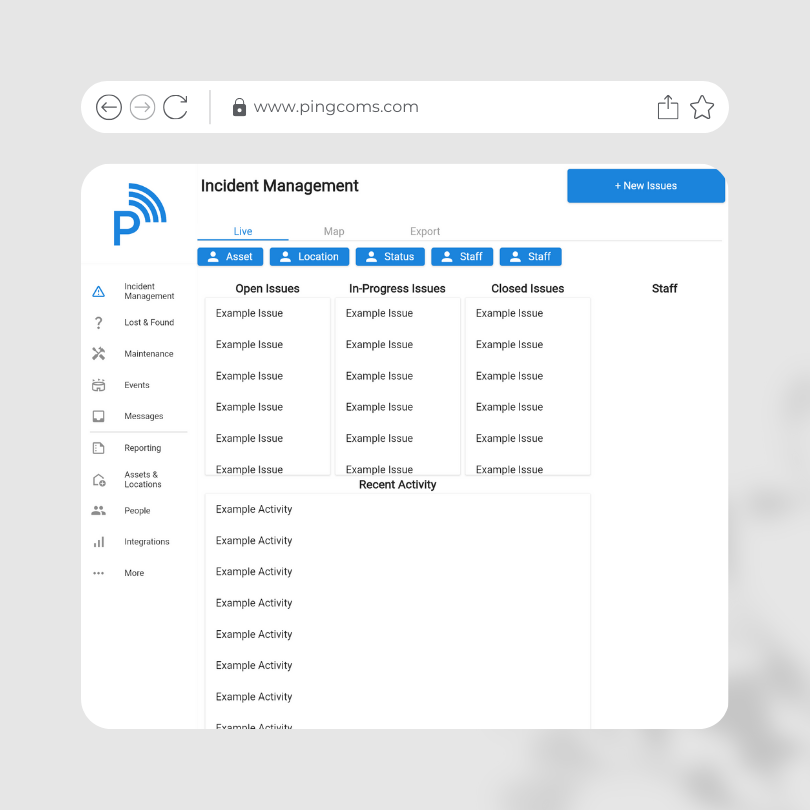 www.pingcoms.com
P
Incident Management
+ New Issues
Live Map Export
Asset Location Status Staff Staff
Incident
Management
Lost & Found
Maintenance
Events
Messages
Reporting
Assets &
Locations
People
Integrations
More
Open Issues In-Progress Issues Closed Issues Staff
Example Issue Example Issue Example Issue
Example Issue Example Issue Example Issue
Example Issue Example Issue Example Issue
Example Issue Example Issue Example Issue
Example Issue Example Issue Example Issue
Example Issue Example Issue Example Issue
Recent Activity
Example Activity
Example Activity
Example Activity
Example Activity
Example Activity
Example Activity
Example Activity
Example Activity